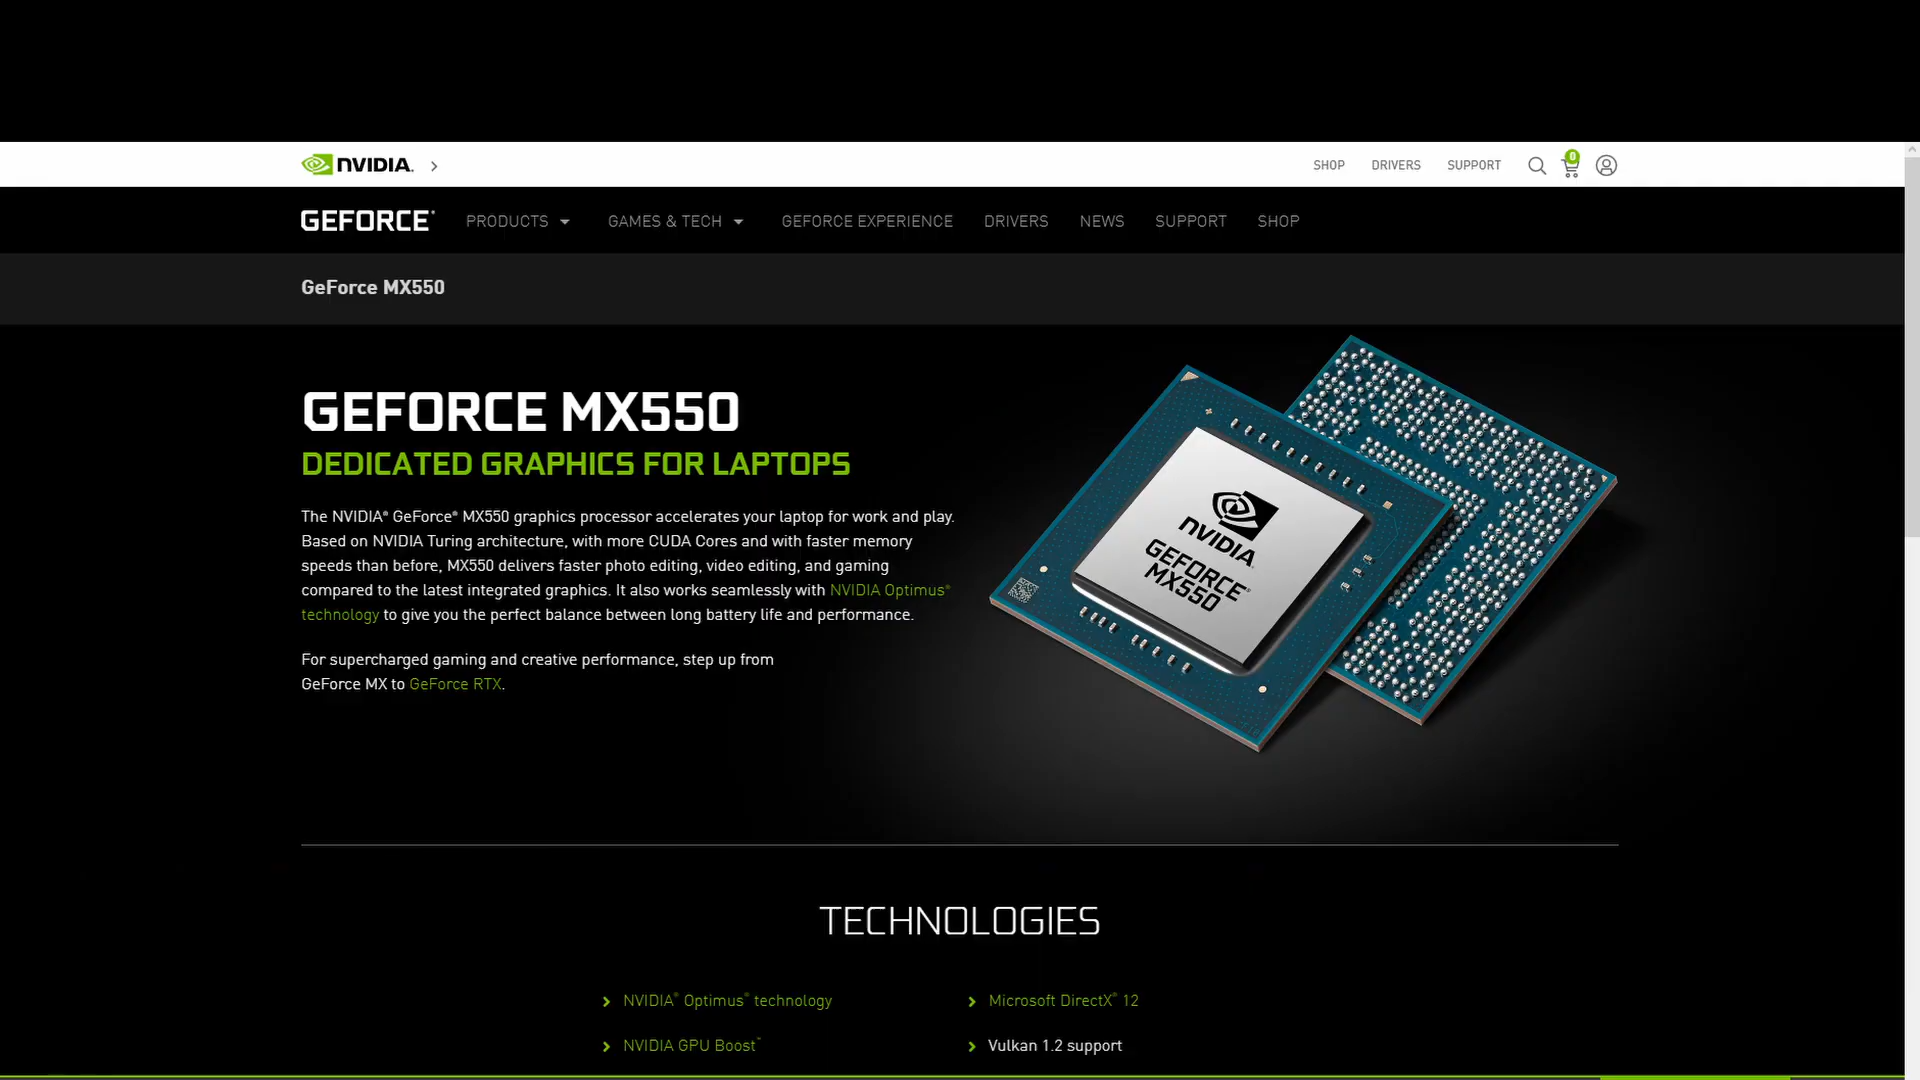 NVIDIA.
SHOP DRIVERS SUPPORT 0
GEFORCE® PRODUCTS GAMES & TECH GEFORCE EXPERIENCE DRIVERS NEWS SUPPORT SHOP
GeForce MX550
GEFORCE MX550
DEDICATED GRAPHICS FOR LAPTOPS
The NVIDIA® GeForce® MX550 graphics processor accelerates your laptop for work and play.
Based on NVIDIA Turing architecture, with more CUDA Cores and with faster memory
speeds than before, MX550 delivers faster photo editing, video editing, and gaming
compared to the latest integrated graphics. It also works seamlessly with NVIDIA Optimus®
technology to give you the perfect balance between long battery life and performance.
For supercharged gaming and creative performance, step up from
GeForce MX to GeForce RTX.
NVIDIA.
GEFORCE®
MX550
TECHNOLOGIES
NVIDIA® Optimus® technology
Microsoft DirectX® 12
NVIDIA GPU Boost™
Vulkan 1.2 support